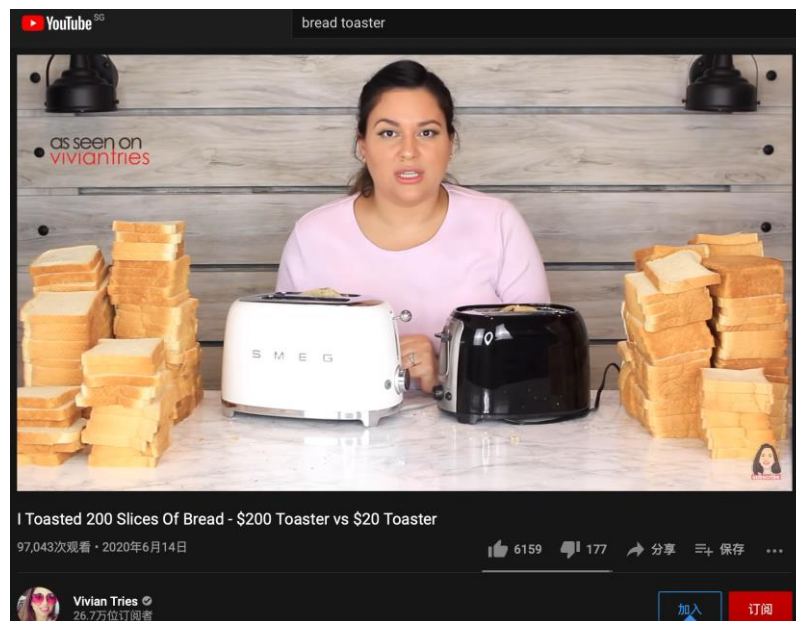 YouTube SG
bread toaster
as seen on
viviantries
SMEG
SUBSCRIBE
I Toasted 200 Slices Of Bread - $200 Toaster vs $20 Toaster
97,043次观看 • 2020年6月14日
6159 177 分享 保存
Vivian Tries
26.7万位订阅者
加入 订阅